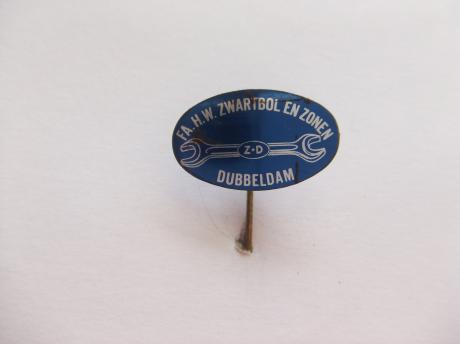 FA. H.W. ZWARTBOL EN ZONEN
Z-D
DUBBELDAM